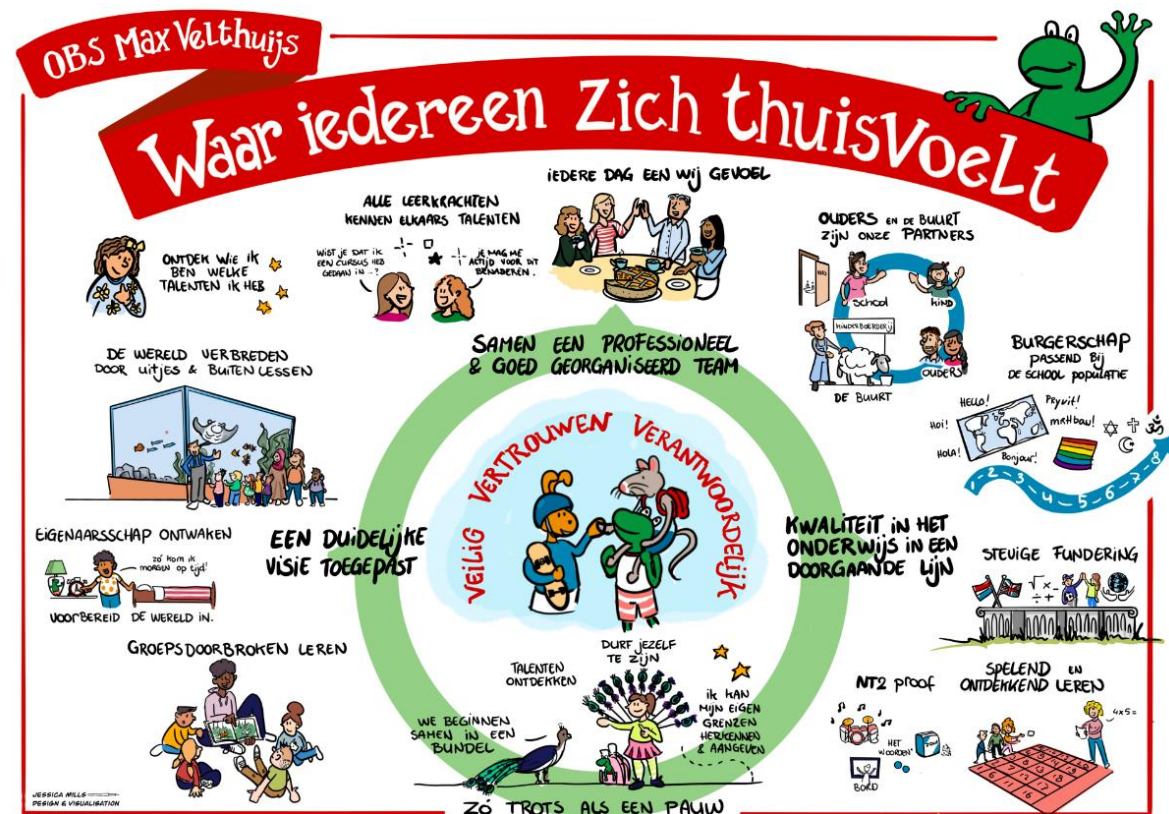 OBS Max Velthuijs
Waar iedereen zich thuisvoelt
IEDERE DAG EEN WIJ GEVOEL
ALLE LEERKRACHTEN
KENNEN ELKAARS TALENTEN
WIST JE DAT IK
EEN CURSUS HEB
GEDAAN IN ...?
JE MAG ME
ALTIJD VOOR DIT
BENADEREN.
ONTDEK WIE IK
BEN WELKE
TALENTEN IK HEB
OUDERS EN DE BUURT
ZIJN ONZE PARTNERS
SCHOOL
KIND
KINDERBOERDERIJ
OUDERS
DE BUURT
SAMEN EEN PROFESSIONEEL
& GOED GEORGANISEERD TEAM
DE WERELD VERBREDEN
DOOR UITJES & BUITEN LESSEN
BURGERSCHAP
PASSEND BIJ
DE SCHOOL POPULATIE
HELLO!
Hoi!
HOLA!
Bonjour!
Pryvit!
mrHbau!
1-2-3-4-5-6-7-8
VEILIG VERTROUWEN VERANTWOORDELIJK
EIGENAARSSCHAP ONTWAKEN
ZÓ KOM IK
MORGEN OP TIJD!
VOORBEREID DE WERELD IN.
EEN DUIDELIJKE
VISIE TOEGEPAST
KWALITEIT IN HET
ONDERWIJS IN EEN
DOORGAANDE LIJN
STEVIGE FUNDERING
√ x
÷ +
GROEPSDOORBROKEN LEREN
TALENTEN
ONTDEKKEN
DURF JEZELF
TE ZIJN
WE BEGINNEN
SAMEN IN EEN
BUNDEL
IK KAN
MIJN EIGEN
GRENZEN
HERKENNEN
& AANGEVEN
NT2 proof
HET
WOORDEN
BORD
SPELEND EN
ONTDEKKEND LEREN
4x5=
ZÓ TROTS ALS EEN PAUW
JESSICA MILLS
DESIGN & VISUALISATION